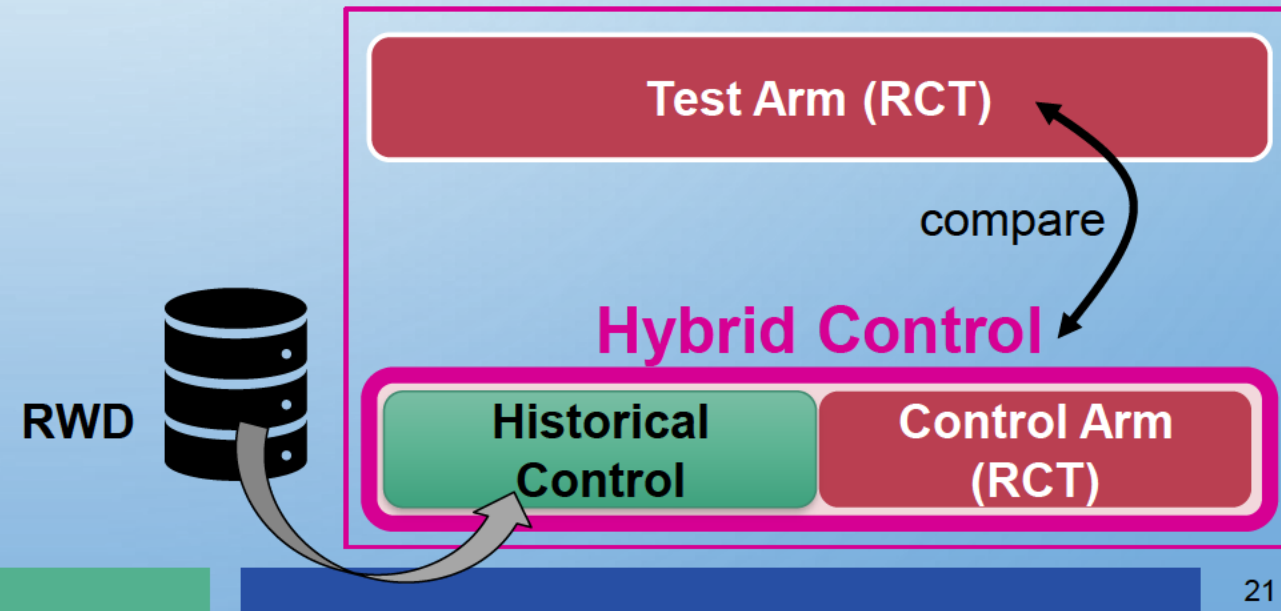 Test Arm (RCT)
compare
Hybrid Control
RWD
Historical
Control
Control Arm
(RCT)
21